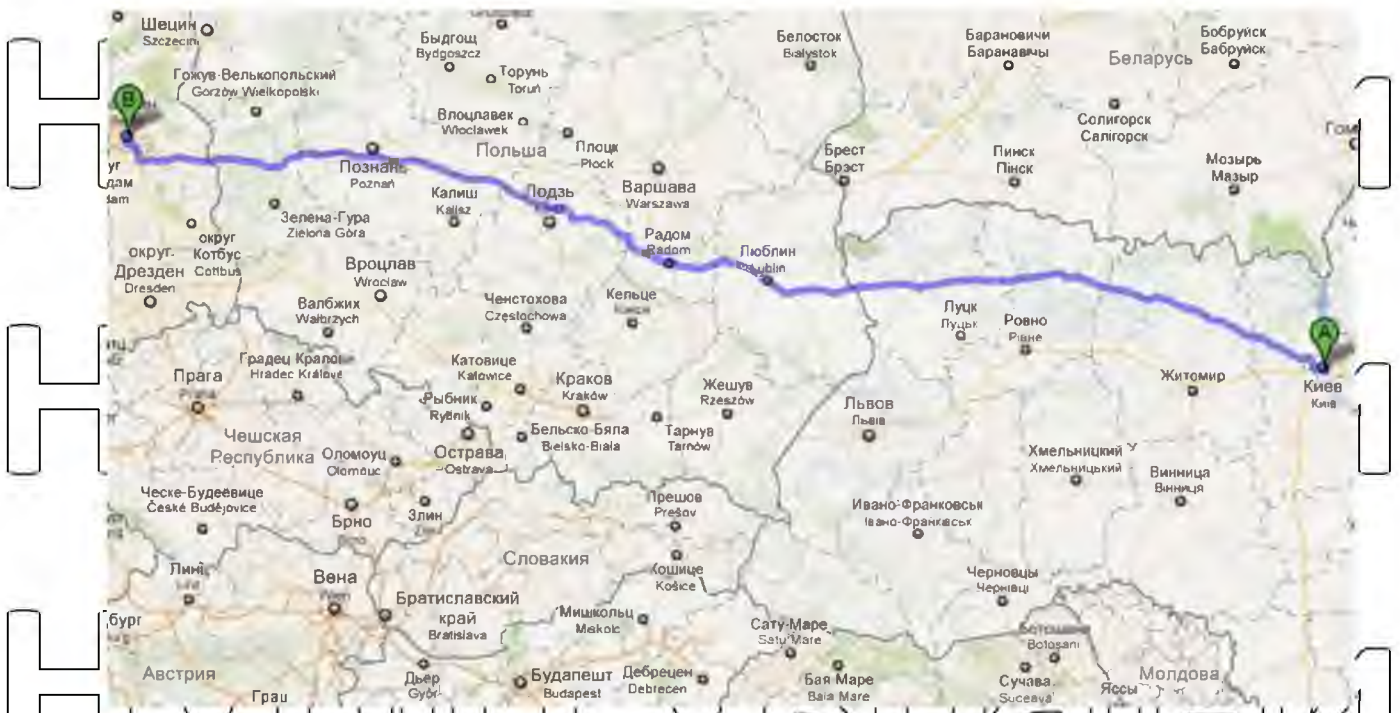 Шецин
Szczecin
Быдгощ
Bydgoszcz
Белосток
Białystok
Барановичи
Баранавічы
Бобруйск
Бабруйск
Беларусь
Гожув-Велькопольский
Gorzów Wielkopolski
Торунь
Toruń
B
Влоцлавек
Włocławek
Солигорск
Салігорск
Польша
Плоцк
Płock
Брест
Брэст
Пинск
Пінск
Мозырь
Мазыр
Познань
Poznań
Калиш
Kalisz
Лодзь
Варшава
Warszawa
Зелёна-Гура
Zielona Góra
округ
Котбус
Cottbus
Радом
Radom
Люблин
Lublin
округ
Дрезден
Dresden
Вроцлав
Wrocław
Валбжих
Wałbrzych
Ченстохова
Częstochowa
Кельце
Луцк
Луцьк
Ровно
Рівне
A
Градец Кралове
Hradec Králové
Прага
Катовице
Katowice
Краков
Kraków
Жешув
Rzeszów
Житомир
Киев
Київ
Рыбник
Rybnik
Львов
Львів
Чешская
Республика
Бельско-Бяла
Bielsko-Biala
Тарнув
Tarnów
Оломоуц
Olomouc
Острава
Ostrava
Хмельницкий
Хмельницький
Винница
Вінниця
Ческе-Будеёвице
České Budějovice
Брно
Злин
Прешов
Prešov
Ивано-Франковськ
Івано-Франківськ
Словакия
Кошице
Košice
Вена
Wien
Черновцы
Чернівці
Братиславский
край
Bratislava
Мишкольц
Miskolc
Сату-Маре
Satu Mare
Botoșani
Австрия
Дьер
Győr
Будапешт
Budapest
Дебрецен
Debrecen
Бая Маре
Baia Mare
Сучава
Suceava
Молдова
Яссы
Грац